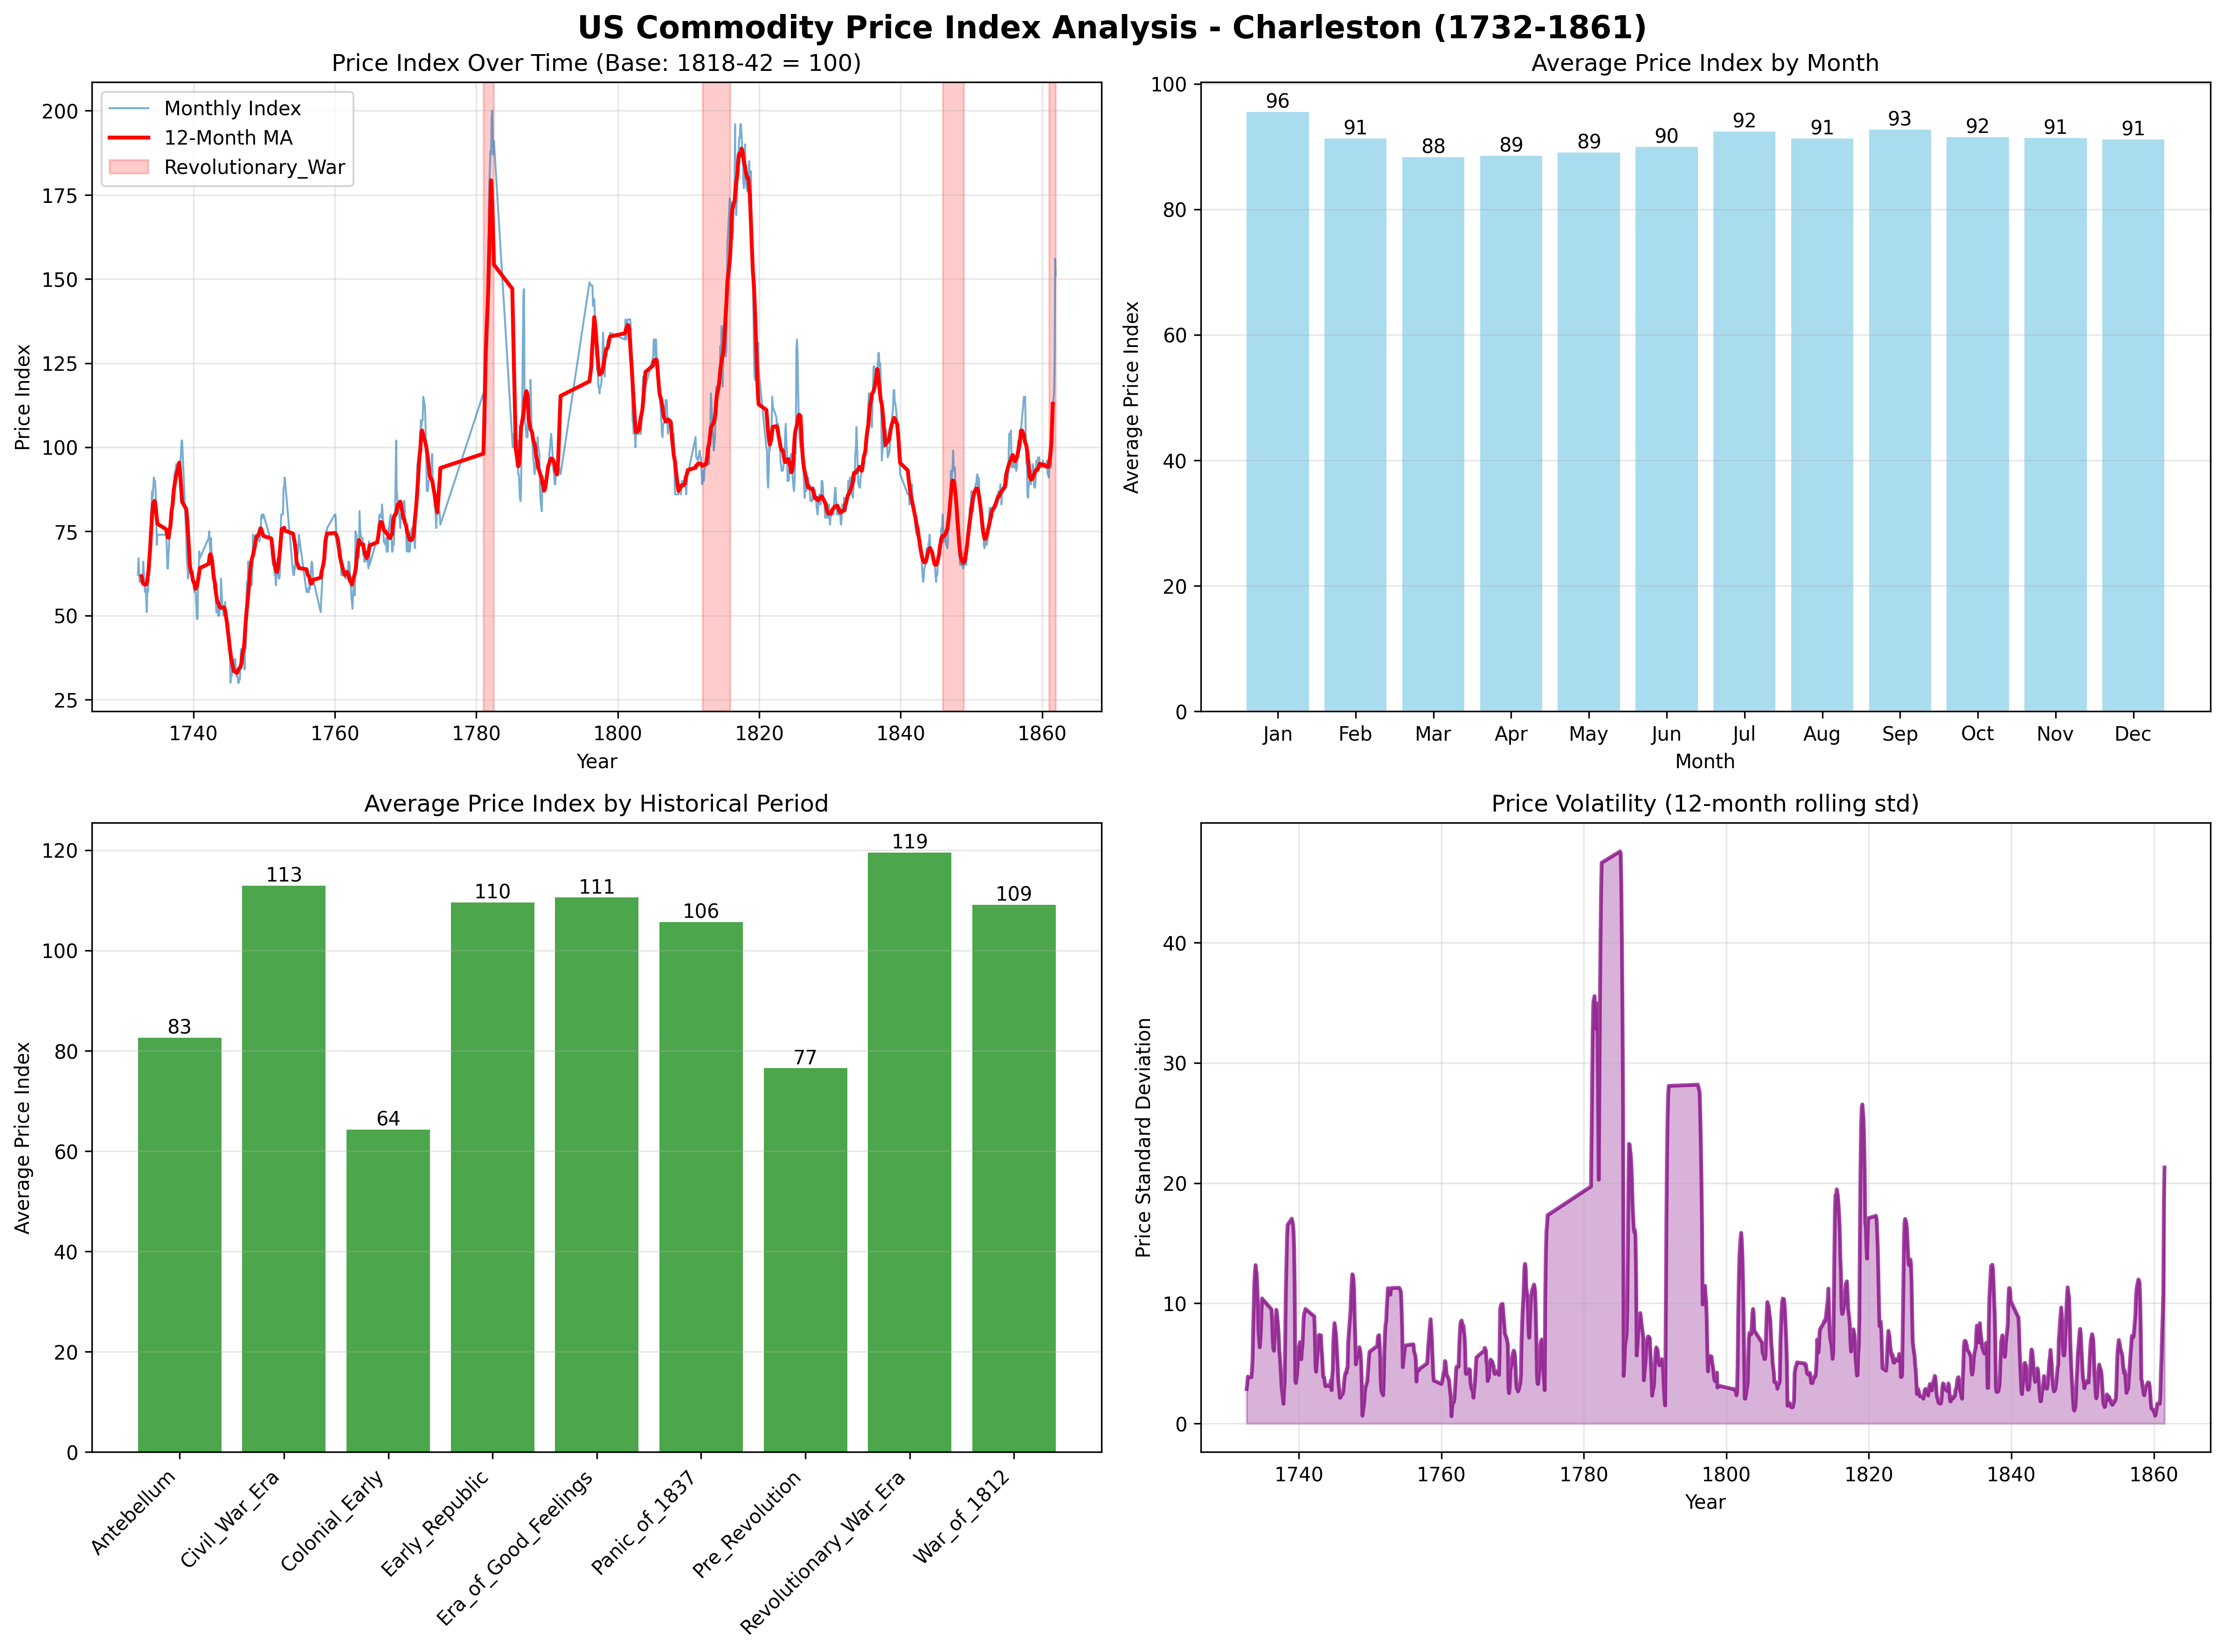 US Commodity Price Index Analysis - Charleston (1732-1861)
Price Index Over Time (Base: 1818-42 = 100)
Monthly Index
12-Month MA
Revolutionary_War
Price Index
200
175
150
125
100
75
50
25
1740 1760 1780 1800 1820 1840 1860
Year
Average Price Index by Month
Average Price Index
100
80
60
40
20
0
96 91 88 89 89 90 92 91 93 92 91 91
Jan Feb Mar Apr May Jun Jul Aug Sep Oct Nov Dec
Month
Average Price Index by Historical Period
Average Price Index
120
100
80
60
40
20
0
83 113 64 110 111 106 77 119 109
Antebellum
Civil_War_Era
Colonial_Early
Early_Republic
Era_of_Good_Feelings
Panic_of_1837
Pre_Revolution
Revolutionary_War_Era
War_of_1812
Price Volatility (12-month rolling std)
Price Standard Deviation
40
30
20
10
0
1740 1760 1780 1800 1820 1840 1860
Year